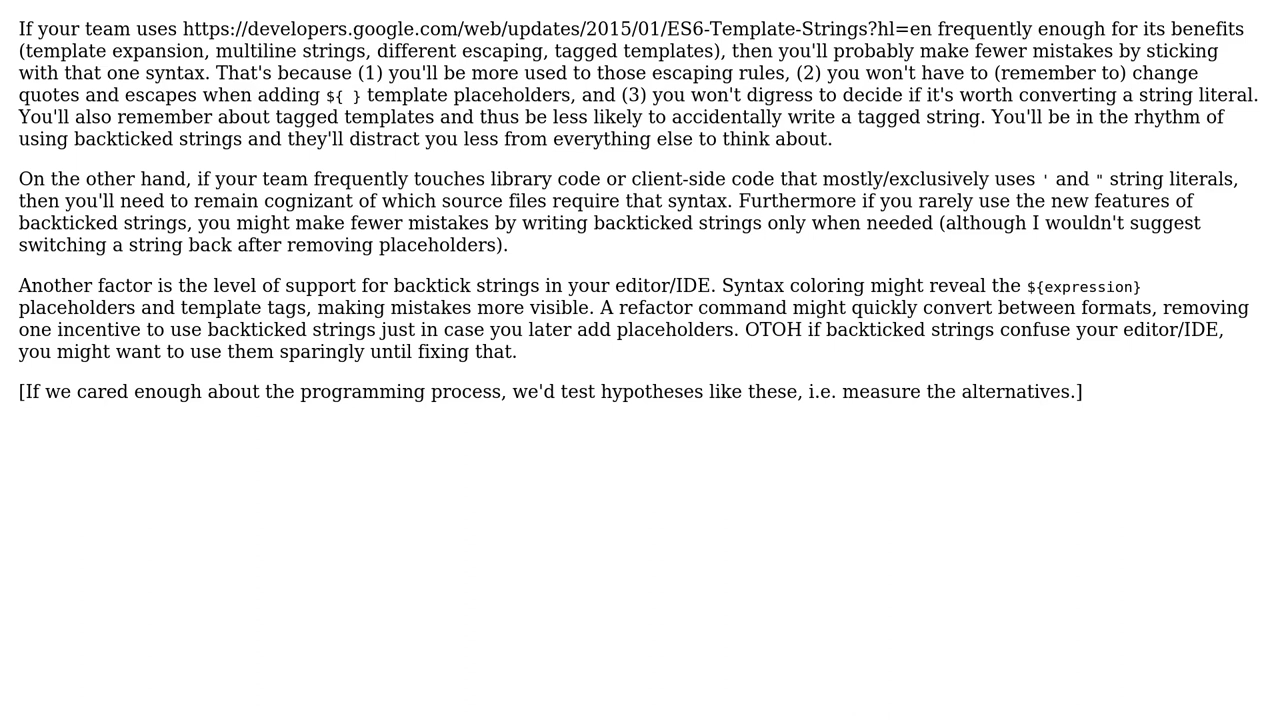 If your team uses https://developers.google.com/web/updates/2015/01/ES6-Template-Strings?hl=en frequently enough for its benefits
(template expansion, multiline strings, different escaping, tagged templates), then you'll probably make fewer mistakes by sticking
with that one syntax. That's because (1) you'll be more used to those escaping rules, (2) you won't have to (remember to) change
quotes and escapes when adding ${ } template placeholders, and (3) you won't digress to decide if it's worth converting a string literal.
You'll also remember about tagged templates and thus be less likely to accidentally write a tagged string. You'll be in the rhythm of
using backticked strings and they'll distract you less from everything else to think about.
On the other hand, if your team frequently touches library code or client-side code that mostly/exclusively uses ' and " string literals,
then you'll need to remain cognizant of which source files require that syntax. Furthermore if you rarely use the new features of
backticked strings, you might make fewer mistakes by writing backticked strings only when needed (although I wouldn't suggest
switching a string back after removing placeholders).
Another factor is the level of support for backtick strings in your editor/IDE. Syntax coloring might reveal the ${expression}
placeholders and template tags, making mistakes more visible. A refactor command might quickly convert between formats, removing
one incentive to use backticked strings just in case you later add placeholders. OTOH if backticked strings confuse your editor/IDE,
you might want to use them sparingly until fixing that.
[If we cared enough about the programming process, we'd test hypotheses like these, i.e. measure the alternatives.]